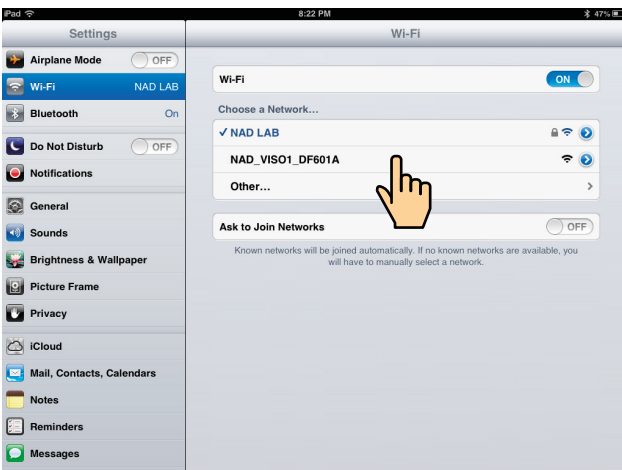 iPad 8:22 PM 47%
Settings
Wi-Fi
Airplane Mode OFF
Wi-Fi NAD LAB
Bluetooth On
Do Not Disturb OFF
Notifications
General
Sounds
Brightness & Wallpaper
Picture Frame
Privacy
iCloud
Mail, Contacts, Calendars
Notes
Reminders
Messages
Wi-Fi ON
Choose a Network...
✓ NAD LAB
NAD_VISO1_DF601A
Other...
Ask to Join Networks OFF
Known networks will be joined automatically. If no known networks are available, you
will have to manually select a network.